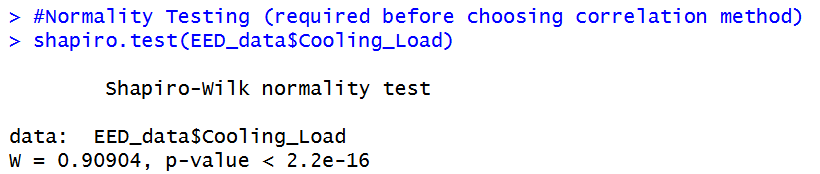 > #Normality Testing (required before choosing correlation method)
> shapiro.test(EED_data$Cooling_Load)
Shapiro-Wilk normality test
data:  EED_data$Cooling_Load
W = 0.90904, p-value < 2.2e-16